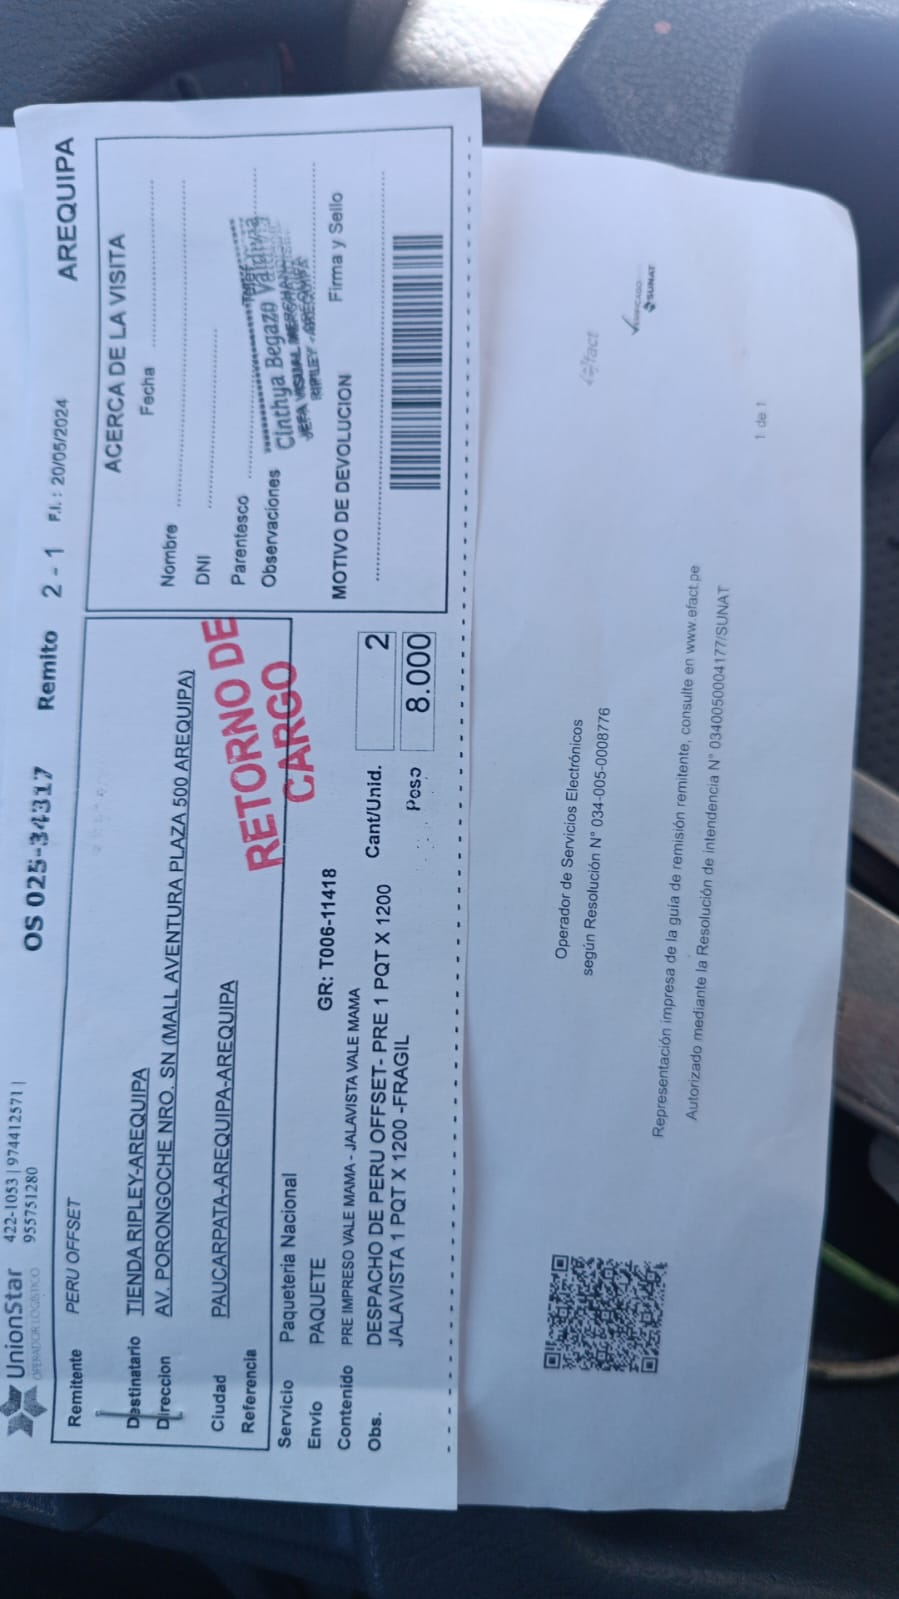 UnionStar
OPERADOR LOGISTICO
422-1053 | 974412571 |
955751280
OS 025-34317 Remito 2 - 1 F.I.: 20/05/2024 AREQUIPA
Remitente PERU OFFSET
Destinatario TIENDA RIPLEY-AREQUIPA
Direccion AV. PORONGOCHE NRO. SN (MALL AVENTURA PLAZA 500 AREQUIPA)
Ciudad PAUCARPATA-AREQUIPA-AREQUIPA
Referencia
RETORNO DE
CARGO
Servicio Paqueteria Nacional
Envio PAQUETE GR: T006-11418
Contenido PRE IMPRESO VALE MAMA - JALAVISTA VALE MAMA
Obs. DESPACHO DE PERU OFFSET- PRE 1 PQT X 1200
JALAVISTA 1 PQT X 1200 -FRAGIL
Cant/Unid. 2
Peso 8.000
ACERCA DE LA VISITA
Fecha
Nombre
DNI
Parentesco
Observaciones
Cinthya Begazo Valdivia
JEFA VISUAL
RIPLEY - AREQUIPA
MOTIVO DE DEVOLUCION Firma y Sello
efact
SUNAT
Operador de Servicios Electrónicos
según Resolución N° 034-005-0008776
Representación impresa de la guía de remisión remitente, consulte en www.efact.pe
Autorizado mediante la Resolución de intendencia N° 0340050004177/SUNAT
1 de 1